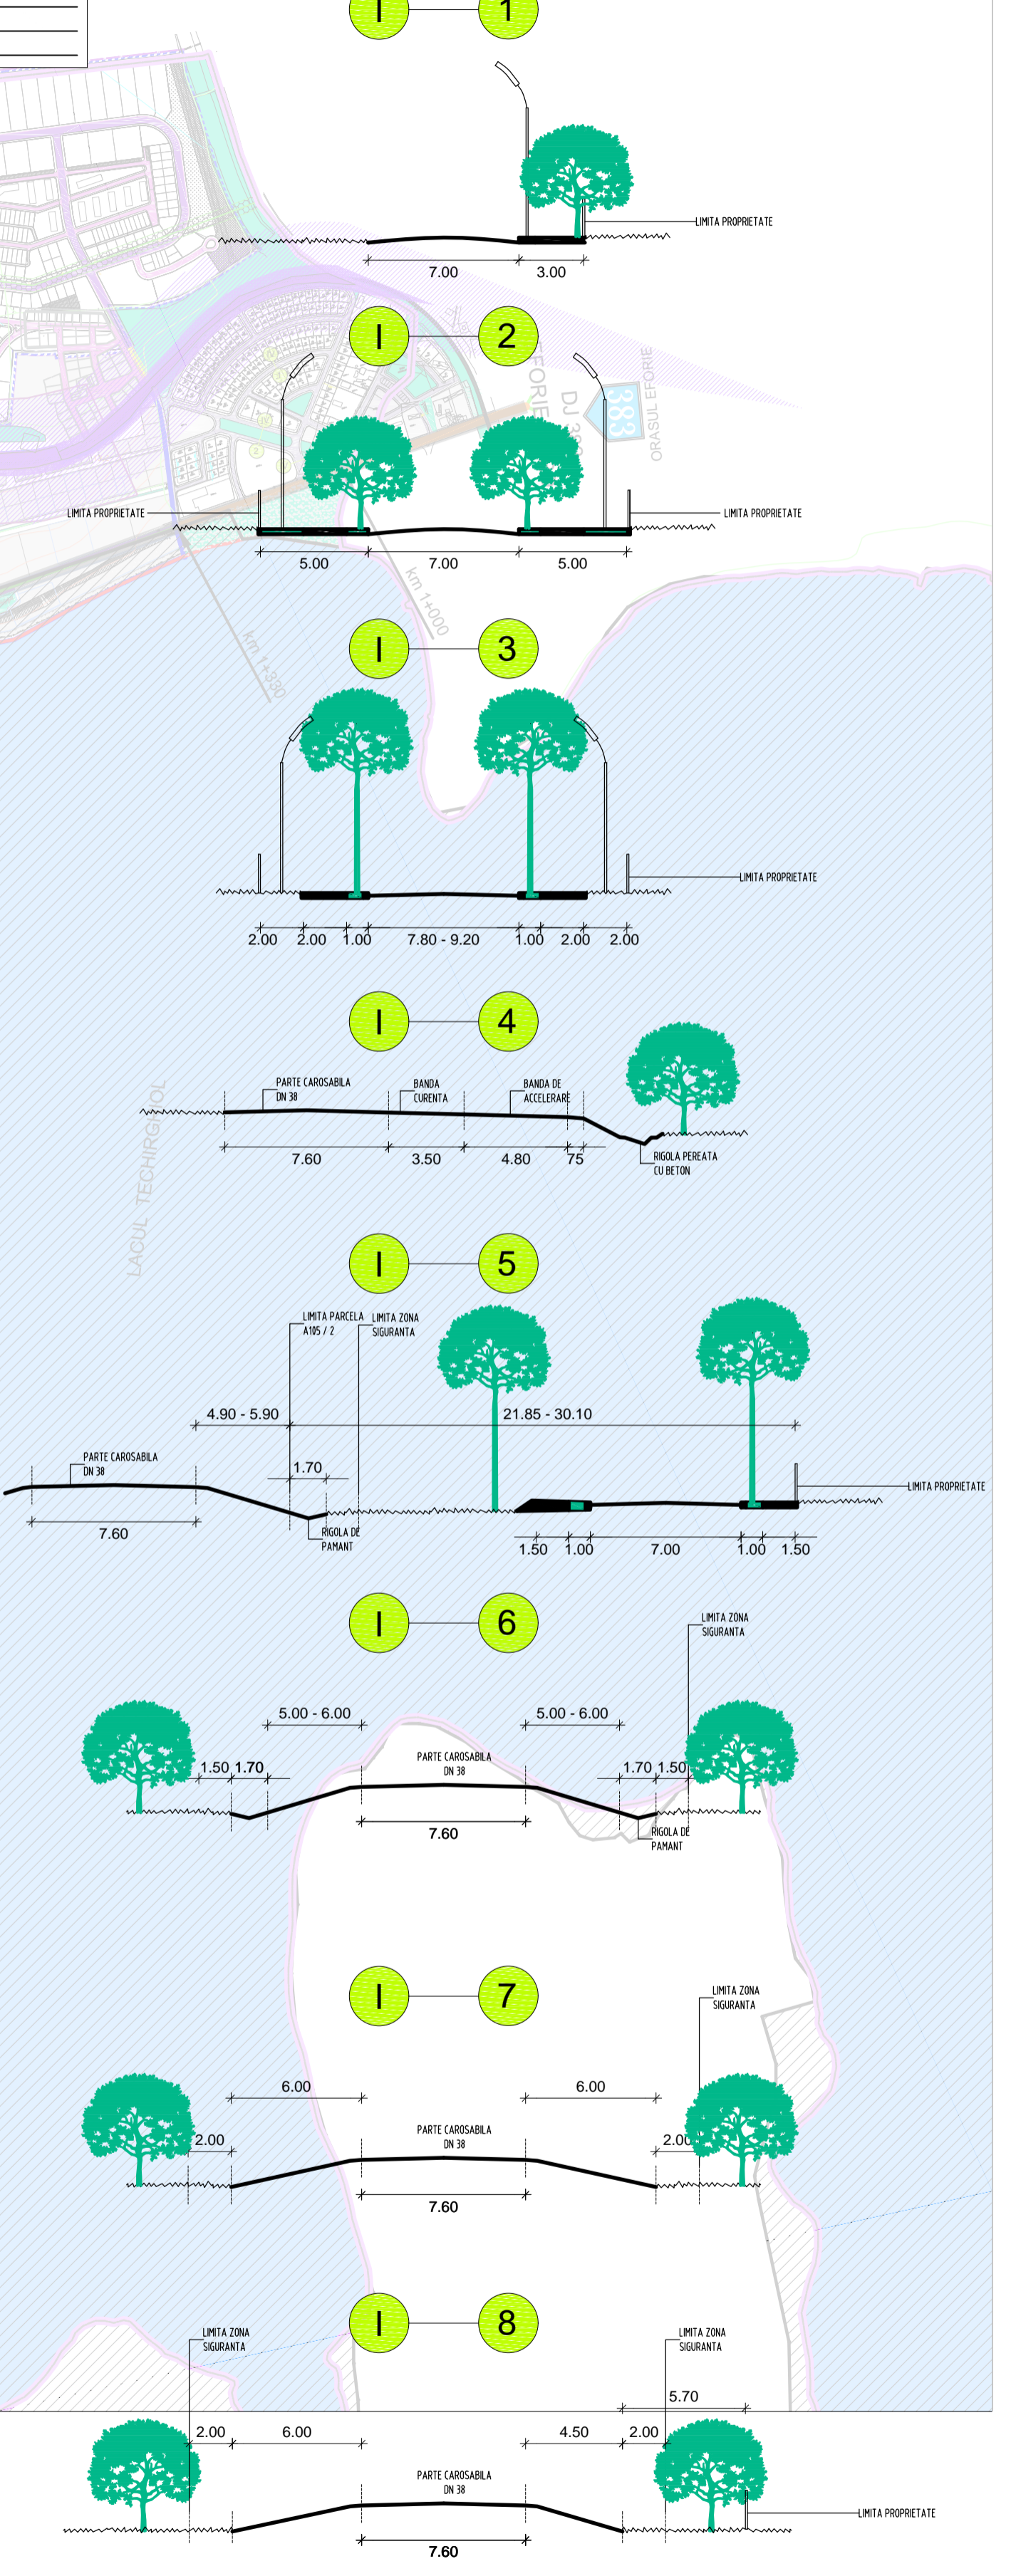 I 1
LIMITA PROPRIETATE
7.00 3.00
I 2
EFORIE
DJ 38
383
ORASUL EFORIE
LIMITA PROPRIETATE
LIMITA PROPRIETATE
5.00 7.00 5.00
km 1+000
km 1+330
I 3
LIMITA PROPRIETATE
2.00 2.00 1.00 7.80 - 9.20 1.00 2.00 2.00
I 4
PARTE CAROSABILA
DN 38
BANDA
CURENTA
BANDA DE
ACCELERARE
7.60 3.50 4.80 75
RIGOLA PEREATA
CU BETON
LACUL TECHIRGHIOL
I 5
LIMITA PARCELA
A105 / 2
LIMITA ZONA
SIGURANTA
4.90 - 5.90 21.85 - 30.10
PARTE CAROSABILA
DN 38
1.70
LIMITA PROPRIETATE
7.60
RIGOLA DE
PAMANT
1.50 1.00 7.00 1.00 1.50
I 6
LIMITA ZONA
SIGURANTA
5.00 - 6.00 5.00 - 6.00
1.50 1.70
PARTE CAROSABILA
DN 38
1.70 1.50
7.60
RIGOLA DE
PAMANT
I 7
LIMITA ZONA
SIGURANTA
6.00 6.00
2.00
PARTE CAROSABILA
DN 38
2.00
7.60
I 8
LIMITA ZONA
SIGURANTA
LIMITA ZONA
SIGURANTA
5.70
2.00 6.00 4.50 2.00
PARTE CAROSABILA
DN 38
LIMITA PROPRIETATE
7.60